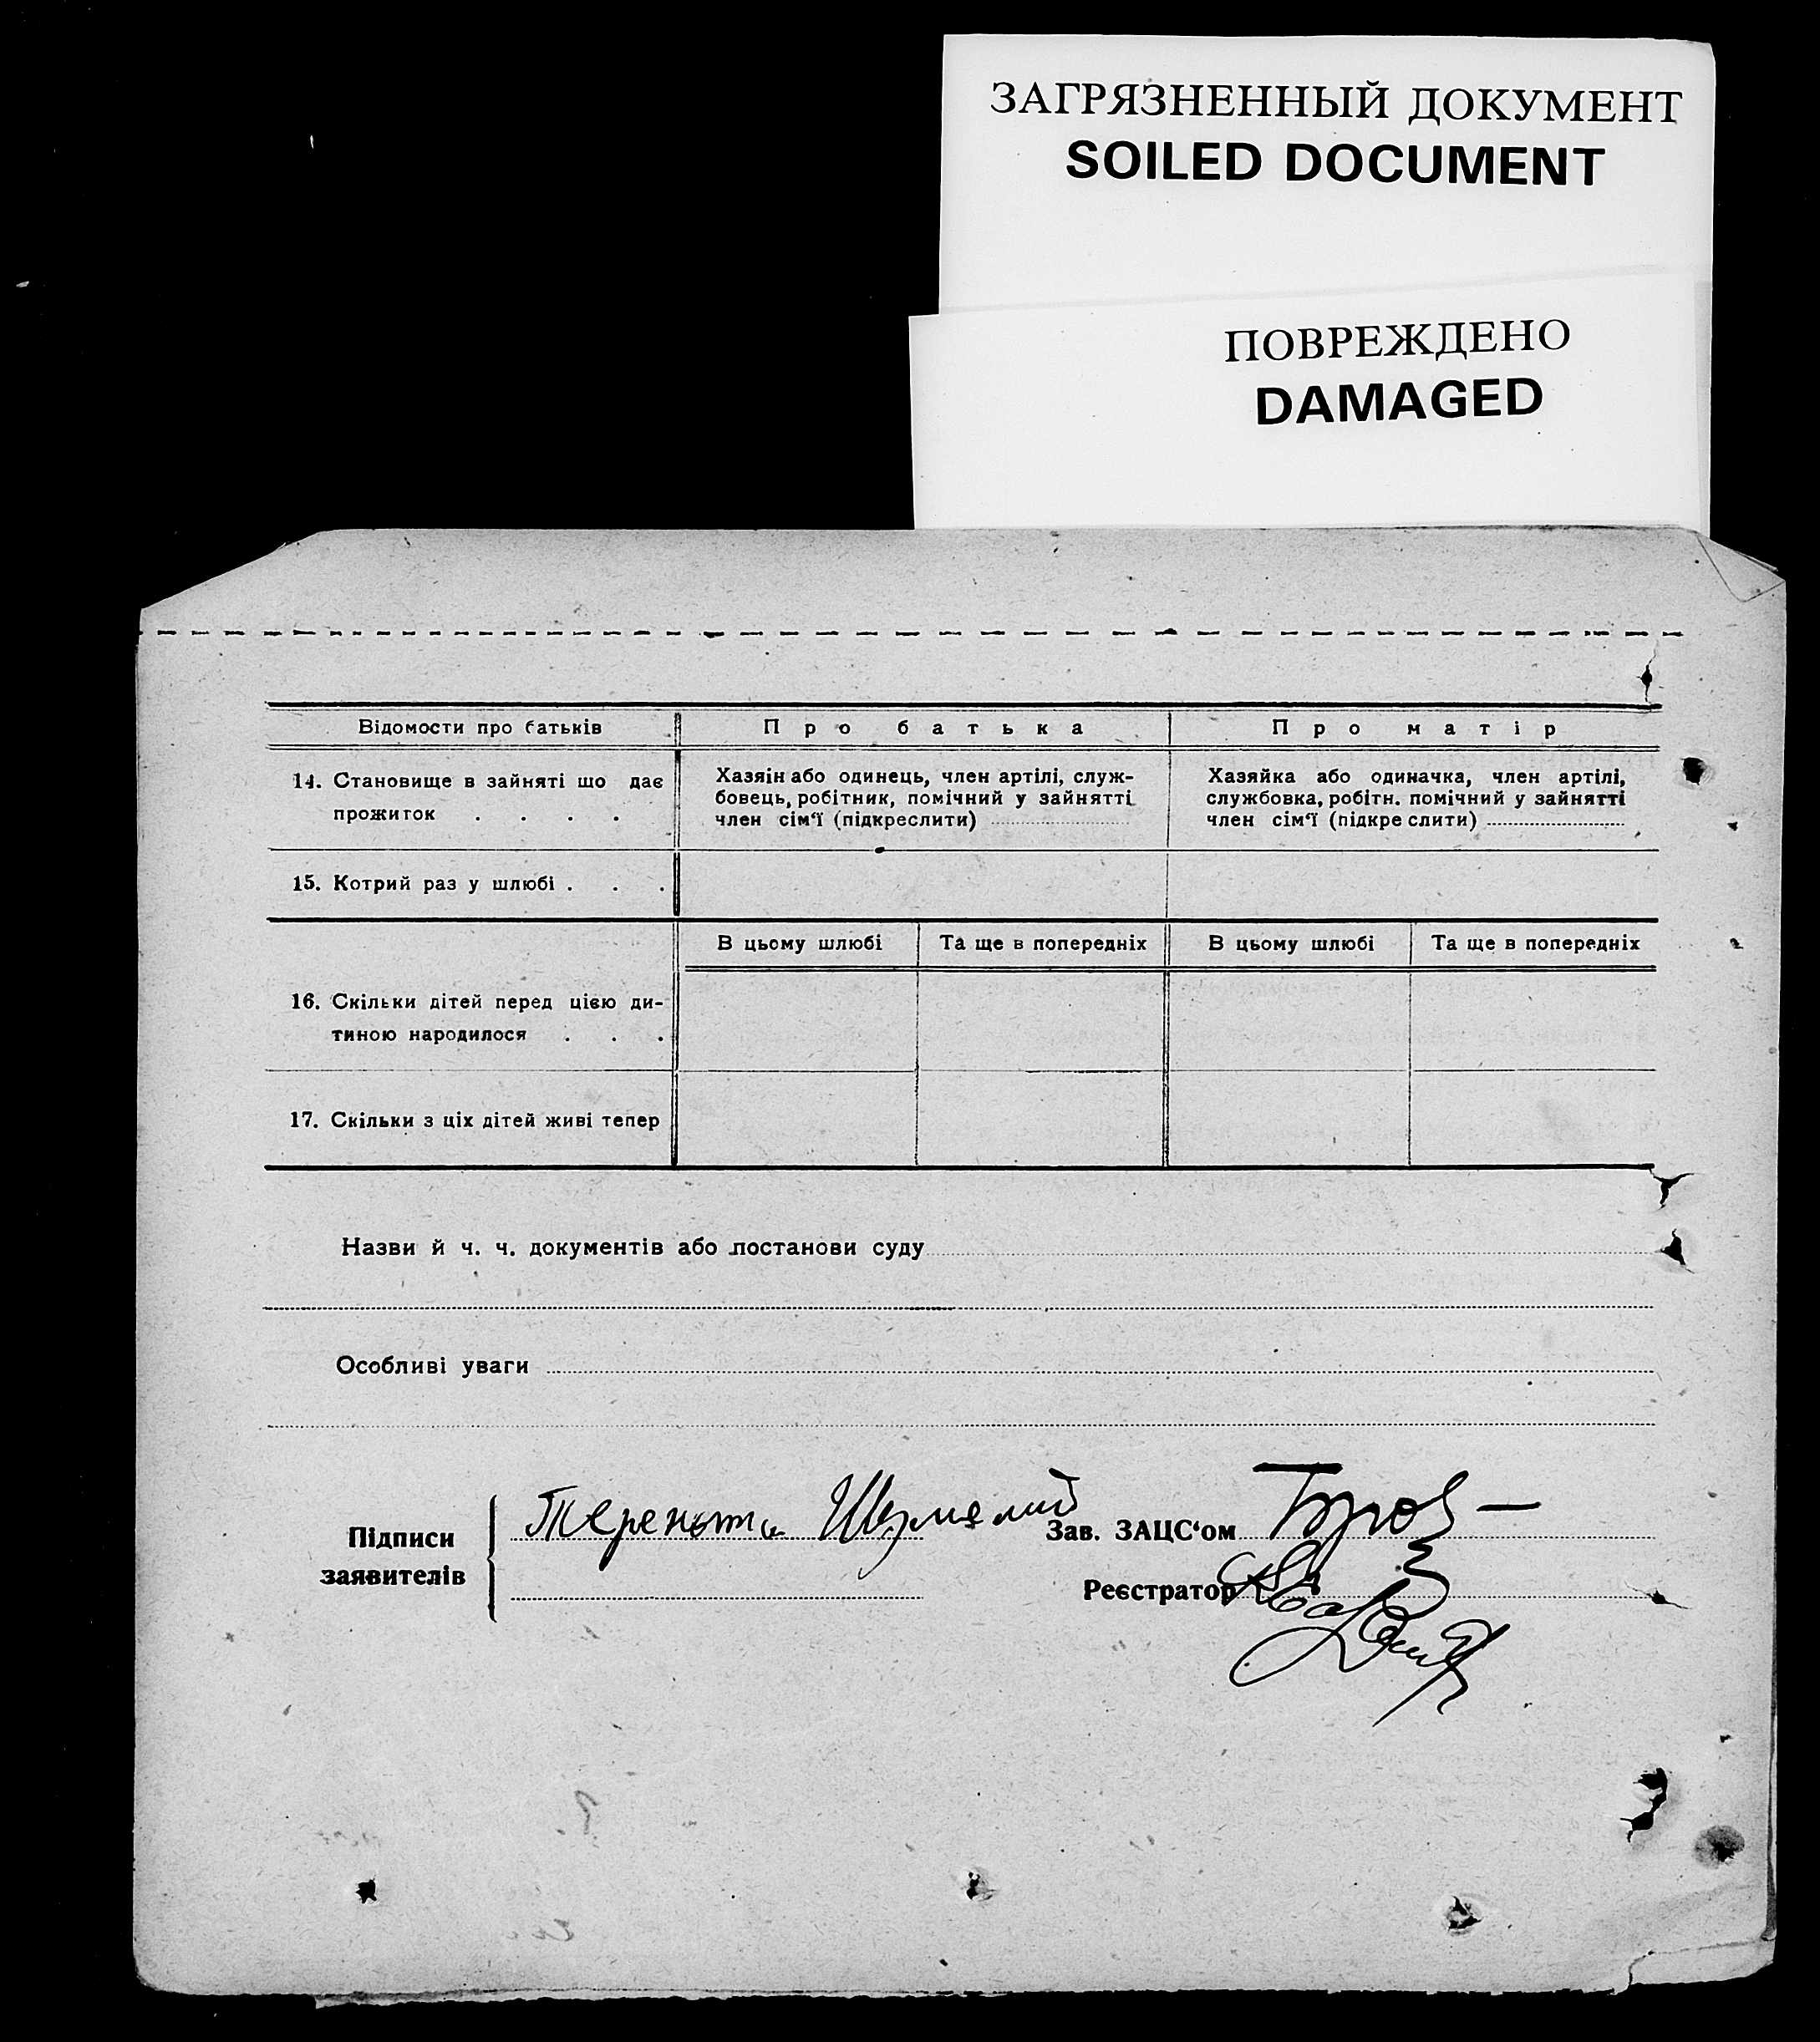 ЗАГРЯЗНЕННЫЙ ДОКУМЕНТ
SOILED DOCUMENT
ПОВРЕЖДЕНО
DAMAGED
Відомости про батьків
Про батька
Про матір
14. Становище в зайняті що дає
прожиток . . . .
Хазяін або одинець, член артілі, служ-
бовець, робітник, помічний у зайнятті
член сім‘ї (підкреслити)
Хазяйка або одиначка, член артілі,
службовка, робітн. помічний у зайнятті
член сім‘ї (підкреслити)
15. Котрий раз у шлюбі . . .
В цьому шлюбі
Та ще в попередніх
В цьому шлюбі
Та ще в попередніх
16. Скільки дітей перед цією ди-
тиною народилося . . .
17. Скільки з ціх дітей живі тепер
Назви й ч. ч. документів або постанови суду
Особливі уваги
Підписи
заявителів
Зав. ЗАЦС‘ом
Реєстратор